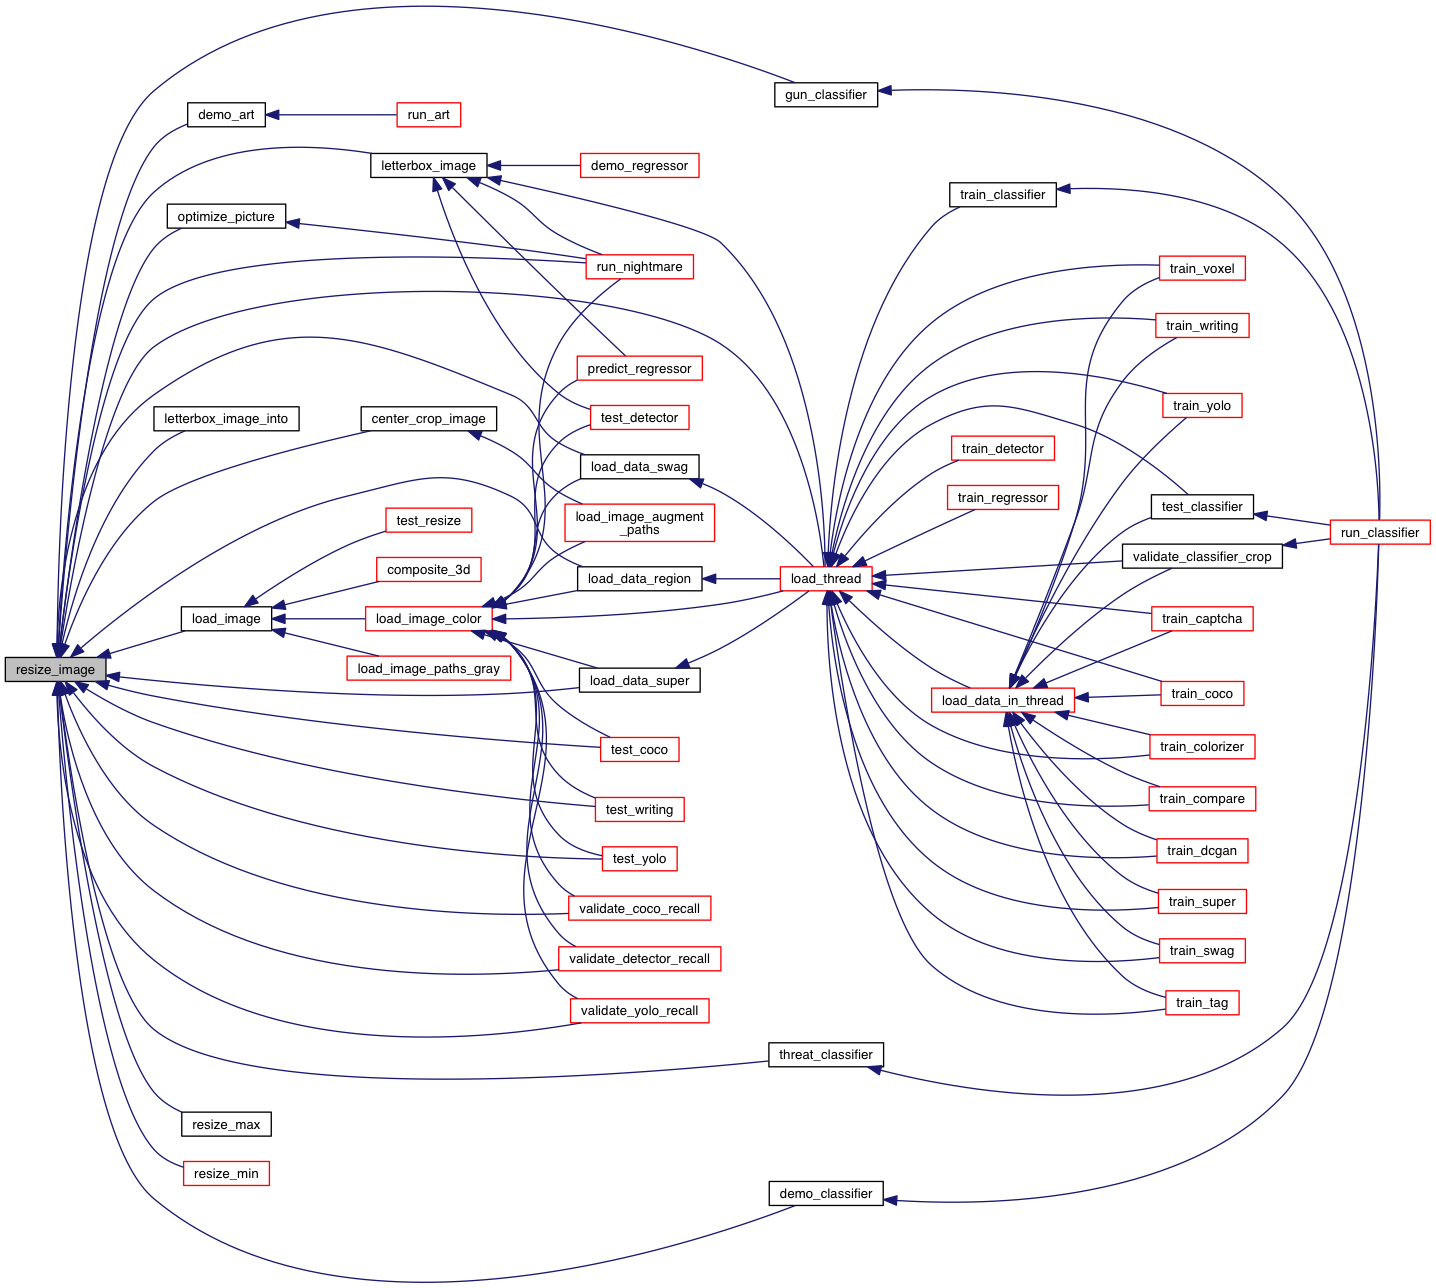 gun_classifier
demo_art
run_art
letterbox_image
demo_regressor
train_classifier
optimize_picture
run_nightmare
train_voxel
train_writing
predict_regressor
train_yolo
letterbox_image_into
center_crop_image
test_detector
train_detector
load_data_swag
train_regressor
test_classifier
test_resize
load_image_augment
_paths
run_classifier
validate_classifier_crop
composite_3d
load_data_region
load_thread
load_image
load_image_color
train_captcha
resize_image
load_image_paths_gray
load_data_super
load_data_in_thread
train_coco
test_coco
train_colorizer
train_compare
test_writing
train_dcgan
test_yolo
train_super
validate_coco_recall
train_swag
validate_detector_recall
train_tag
validate_yolo_recall
threat_classifier
resize_max
resize_min
demo_classifier